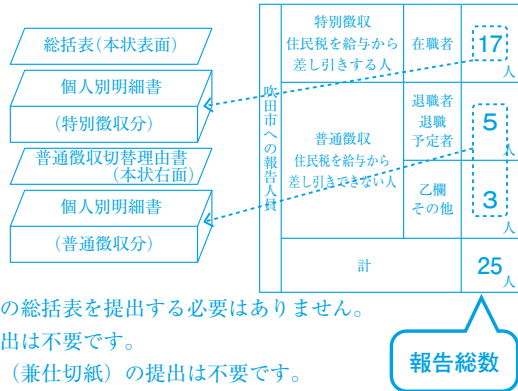 総括表(本状表面)
個人別明細書
(特別徴収分)
普通徴収切替理由書
(本状右面)
個人別明細書
(普通徴収分)
吹田市への報告人員
特別徴収
住民税を給与から
差し引きする人
在職者
17
人
普通徴収
住民税を給与から
差し引きできない人
退職者
退職
予定者
5
人
乙欄
その他
3
人
計
25
人
報告総数
の総括表を提出する必要はありません。
出は不要です。
(兼仕切紙)の提出は不要です。